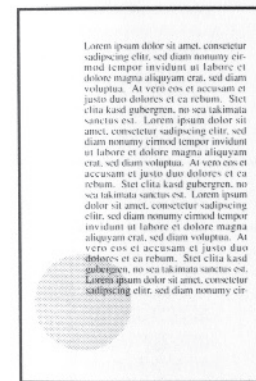 Lorem ipsum dolor sit amet, consetetur
sadipscing elitr, sed diam nonumy eir-
mod tempor invidunt ut labore et
dolore magna aliquyam erat, sed diam
voluptua. At vero eos et accusam et
justo duo dolores et ea rebum. Stet
clita kasd gubergren, no sea takimata
sanctus est. Lorem ipsum dolor sit
amet, consetetur sadipscing elitr, sed
diam nonumy eirmod tempor invidunt
ut labore et dolore magna aliquyam
erat, sed diam voluptua. At vero eos et
accusam et justo duo dolores et ea
rebum. Stet clita kasd gubergren, no
sea takimata sanctus est. Lorem ipsum
dolor sit amet, consetetur sadipscing
elitr, sed diam nonumy eirmod tempor
invidunt ut labore et dolore magna
aliquyam erat, sed diam voluptua. At
vero eos et accusam et justo duo
dolores et ea rebum. Stet clita kasd
gubergren, no sea takimata sanctus est.
Lorem ipsum dolor sit amet, consetetur
sadipscing elitr, sed diam nonumy eir-